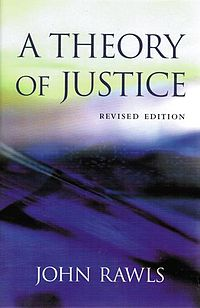 A THEORY
OF JUSTICE
REVISED EDITION
JOHN RAWLS